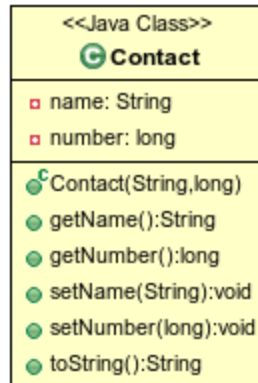 <<Java Class>>
C Contact
name: String
number: long
C Contact(String,long)
getName():String
getNumber():long
setName(String):void
setNumber(long):void
toString():String